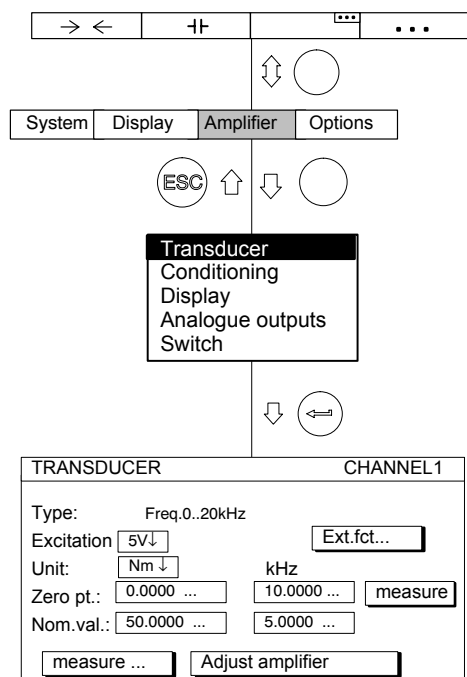 ...
...
System Display Amplifier Options
ESC
Transducer
Conditioning
Display
Analogue outputs
Switch
TRANSDUCER CHANNEL1
Type: Freq.0..20kHz
Excitation 5V↓ Ext.fct...
Unit: Nm ↓ kHz
Zero pt.: 0.0000 ... 10.0000 ... measure
Nom.val.: 50.0000 ... 5.0000 ...
measure ... Adjust amplifier